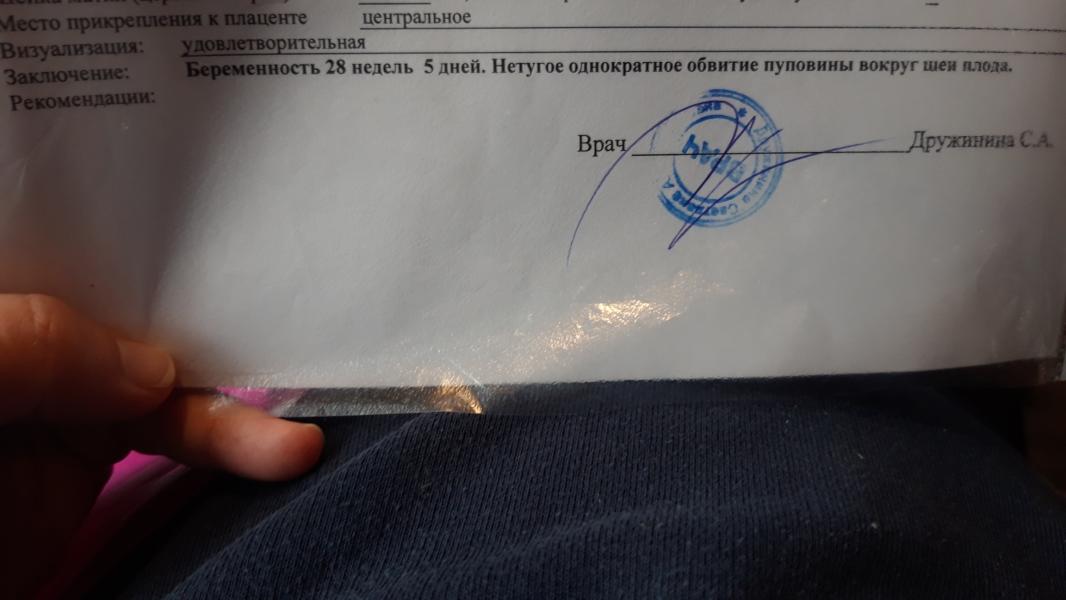 Место прикрепления к плаценте центральное
Визуализация: удовлетворительная
Заключение: Беременность 28 недель 5 дней. Нетугое однократное обвитие пуповины вокруг шеи плода.
Рекомендации:
Врач Дружинина С.А.
ВРАЧ